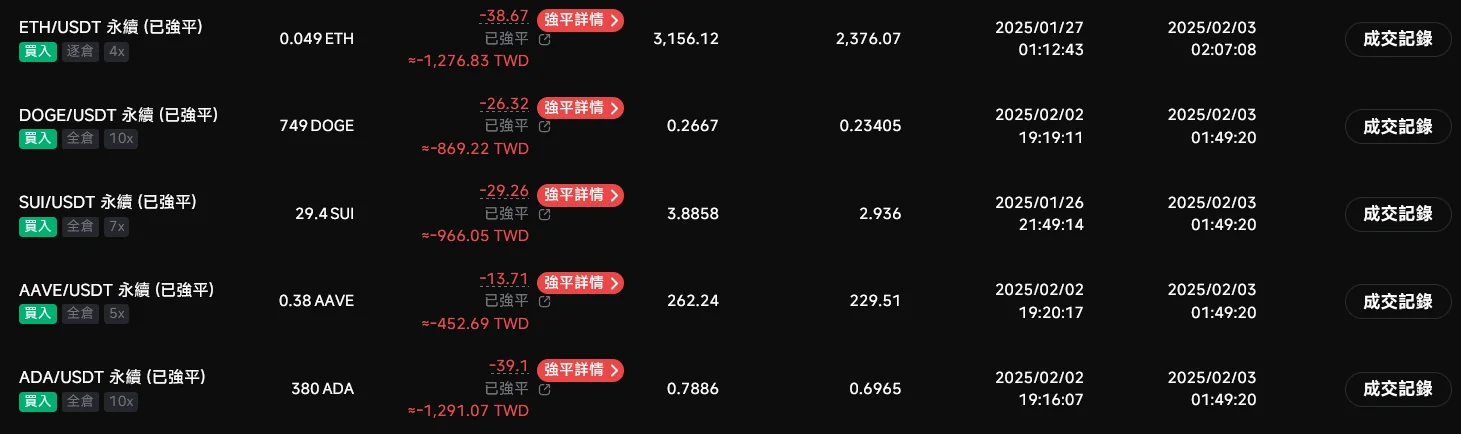 ETH/USDT 永續 (已強平)
買入 逐倉 4x
0.049 ETH
-38.67 強平詳情
已強平
≈-1,276.83 TWD
3,156.12
2,376.07
2025/01/27
01:12:43
2025/02/03
02:07:08
成交記錄
DOGE/USDT 永續 (已強平)
買入 全倉 10x
749 DOGE
-26.32 強平詳情
已強平
≈-869.22 TWD
0.2667
0.23405
2025/02/02
19:19:11
2025/02/03
01:49:20
成交記錄
SUI/USDT 永續 (已強平)
買入 全倉 7x
29.4 SUI
-29.26 強平詳情
已強平
≈-966.05 TWD
3.8858
2.936
2025/01/26
21:49:14
2025/02/03
01:49:20
成交記錄
AAVE/USDT 永續 (已強平)
買入 全倉 5x
0.38 AAVE
-13.71 強平詳情
已強平
≈-452.69 TWD
262.24
229.51
2025/02/02
19:20:17
2025/02/03
01:49:20
成交記錄
ADA/USDT 永續 (已強平)
買入 全倉 10x
380 ADA
-39.1 強平詳情
已強平
≈-1,291.07 TWD
0.7886
0.6965
2025/02/02
19:16:07
2025/02/03
01:49:20
成交記錄